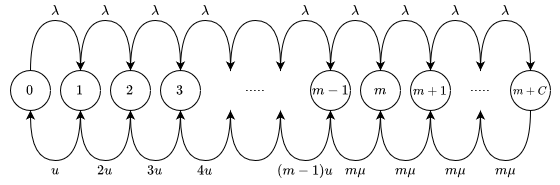 λ λ λ λ λ λ λ λ λ
0 1 2 3 ····· m − 1 m m + 1 ····· m + C
u 2u 3u 4u (m − 1)u mμ mμ mμ mμ